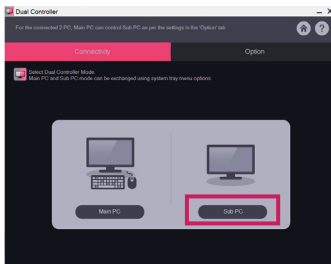 Dual Controller
For the connected 2 PC, Main PC can control Sub PC as per the settings in the 'Option' tab.
?
Connectivity
Option
Select Dual Controller Mode.
Main PC and Sub PC mode can be exchanged using system tray menu options.
Main PC
Sub PC